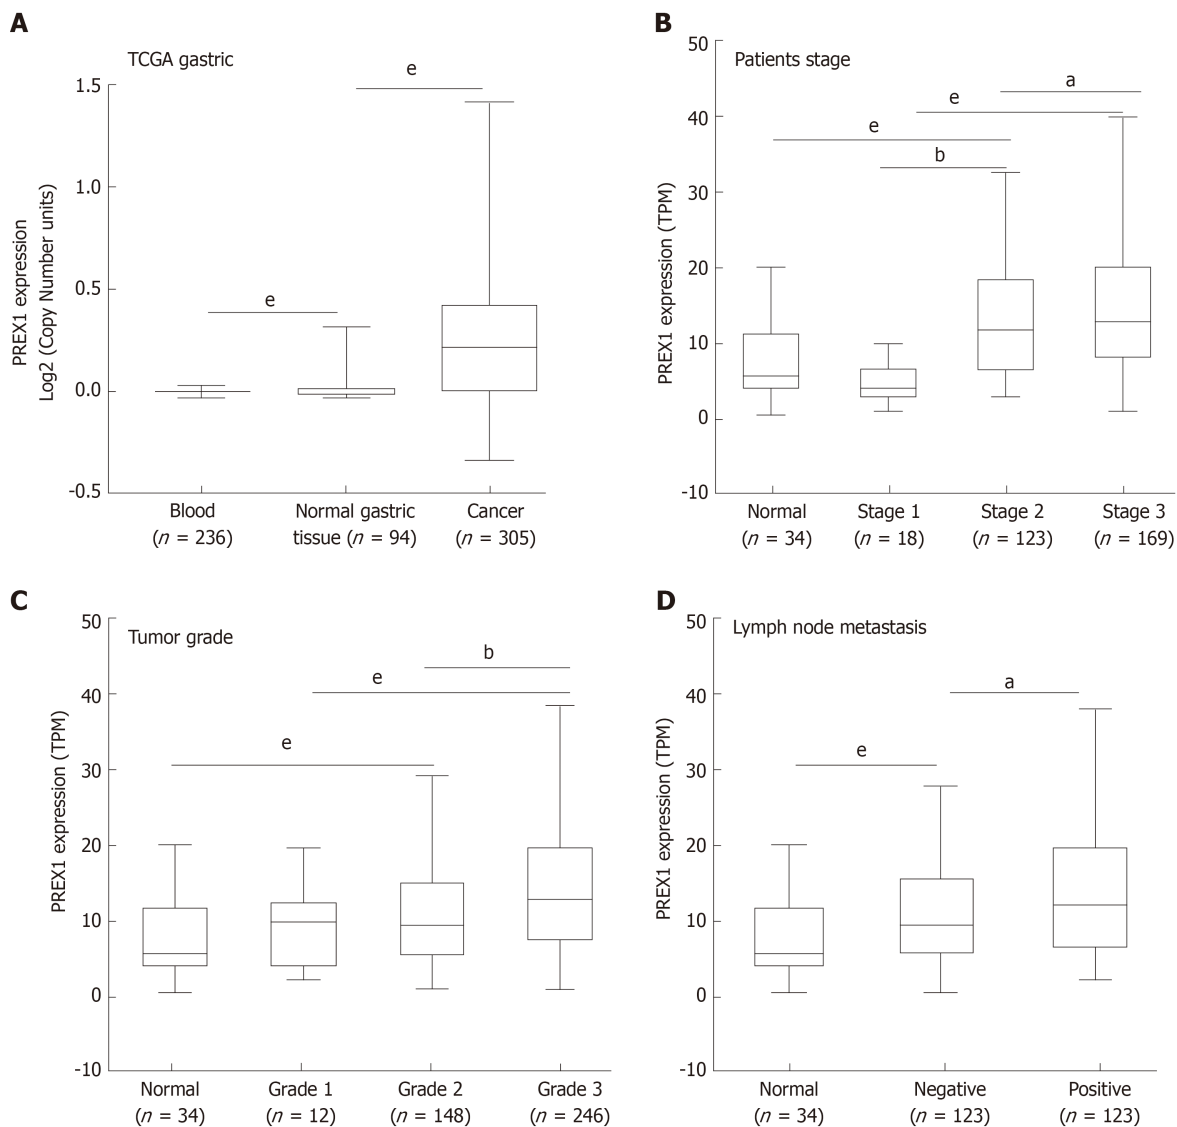 A
TCGA gastric
PREX1 expression
Log2 (Copy Number units)
1.5
1.0
0.5
0.0
-0.5
e
e
Blood
(n = 236)
Normal gastric
tissue (n = 94)
Cancer
(n = 305)
B
Patients stage
PREX1 expression (TPM)
50
40
30
20
10
0
-10
a
e
e
b
Normal
(n = 34)
Stage 1
(n = 18)
Stage 2
(n = 123)
Stage 3
(n = 169)
C
Tumor grade
PREX1 expression (TPM)
50
40
30
20
10
0
-10
b
e
e
Normal
(n = 34)
Grade 1
(n = 12)
Grade 2
(n = 148)
Grade 3
(n = 246)
D
Lymph node metastasis
PREX1 expression (TPM)
50
40
30
20
10
0
-10
a
e
Normal
(n = 34)
Negative
(n = 123)
Positive
(n = 123)